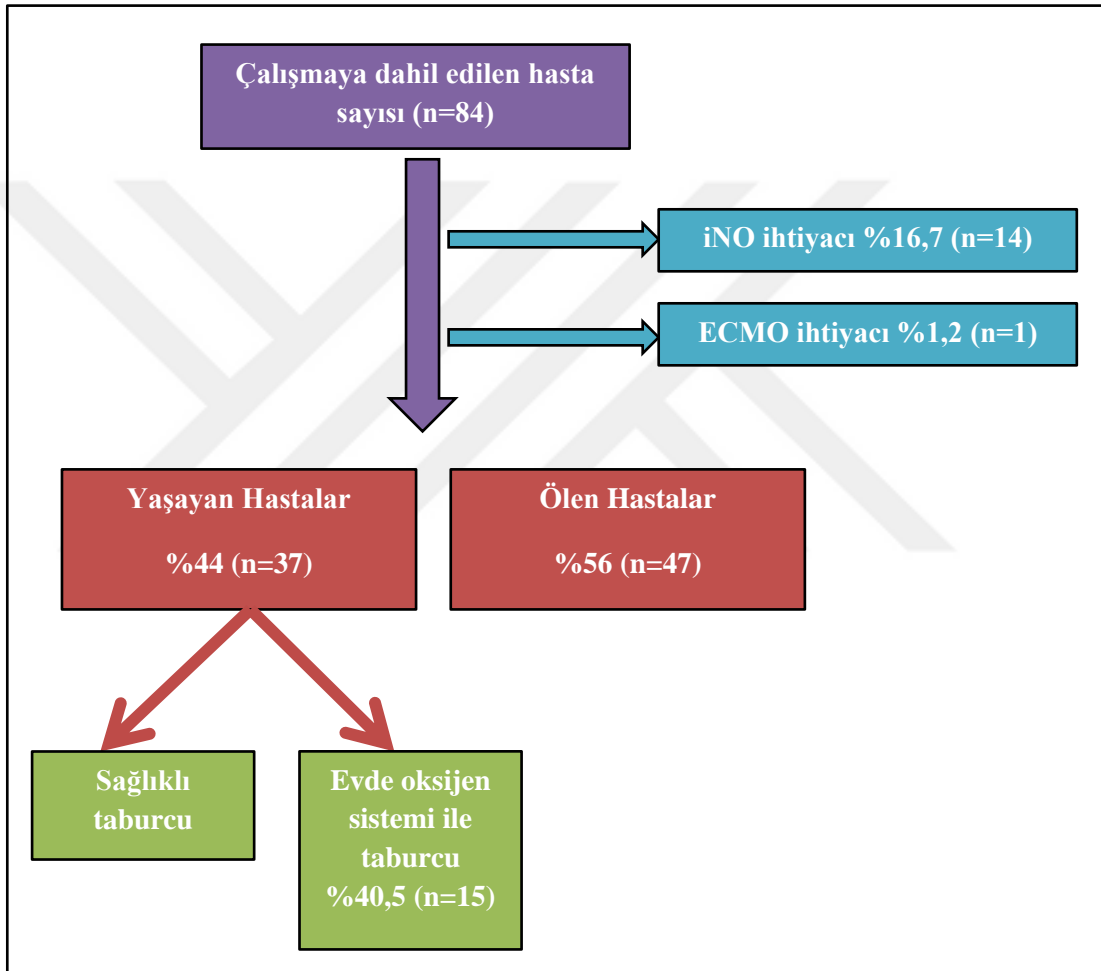 Çalışmaya dahil edilen hasta
sayısı (n=84)
iNO ihtiyacı %16,7 (n=14)
ECMO ihtiyacı %1,2 (n=1)
Yaşayan Hastalar
%44 (n=37)
Ölen Hastalar
%56 (n=47)
Sağlıklı
taburcu
Evde oksijen
sistemi ile
taburcu
%40,5 (n=15)